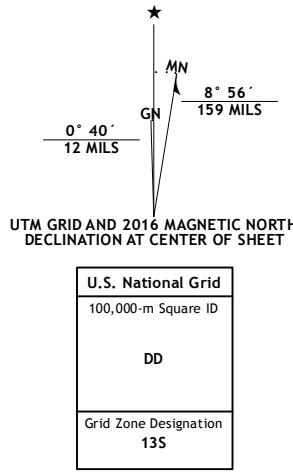 ★
MN
GN
8° 56´
159 MILS
0° 40´
12 MILS
UTM GRID AND 2016 MAGNETIC NORTH
DECLINATION AT CENTER OF SHEET
U.S. National Grid
100,000-m Square ID
DD
Grid Zone Designation
13S